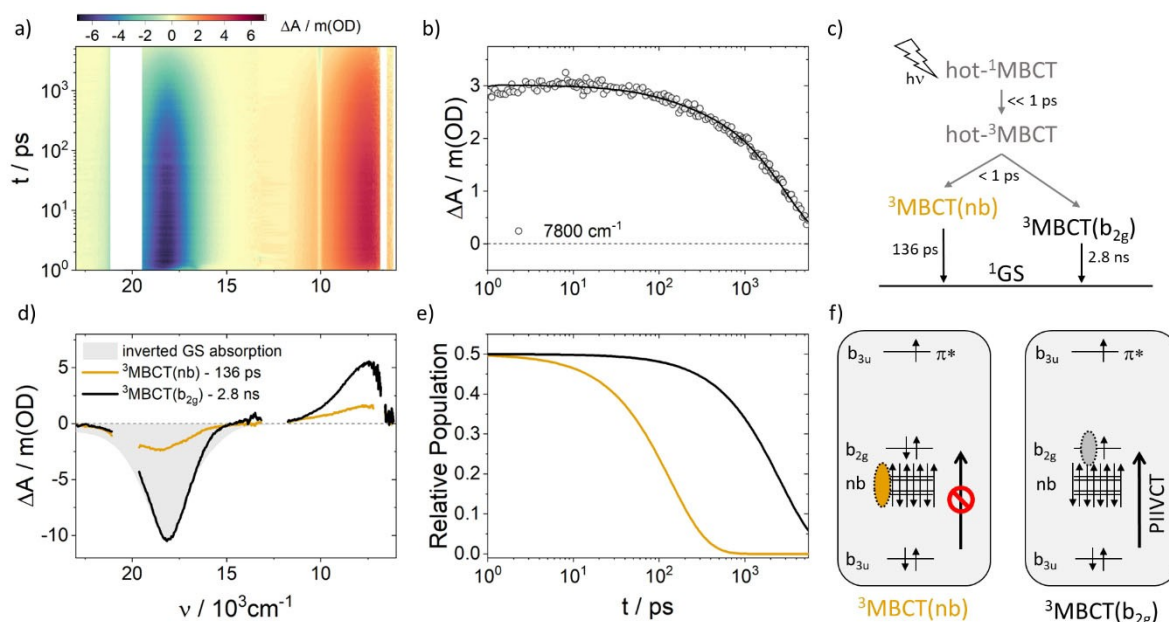 a)
-6 -4 -2 0 2 4 6 ΔA / m(OD)
t / ps
10³
10²
10¹
10⁰
20 15 10
b)
ΔA / m(OD)
3
2
1
0
7800 cm⁻¹
10⁰ 10¹ 10² 10³
c)
hν
hot-¹MBCT
<< 1 ps
hot-³MBCT
< 1 ps
³MBCT(nb)
³MBCT(b₂g)
136 ps
2.8 ns
¹GS
d)
ΔA / m(OD)
5
0
-5
-10
inverted GS absorption
³MBCT(nb) - 136 ps
³MBCT(b₂g) - 2.8 ns
20 15 10
ν / 10³cm⁻¹
e)
Relative Population
0.5
0.4
0.3
0.2
0.1
0.0
10⁰ 10¹ 10² 10³
t / ps
f)
b₃u π*
b₂g
nb
b₃u
³MBCT(nb)
b₃u π*
b₂g
nb
b₃u
PIIVCT
³MBCT(b₂g)